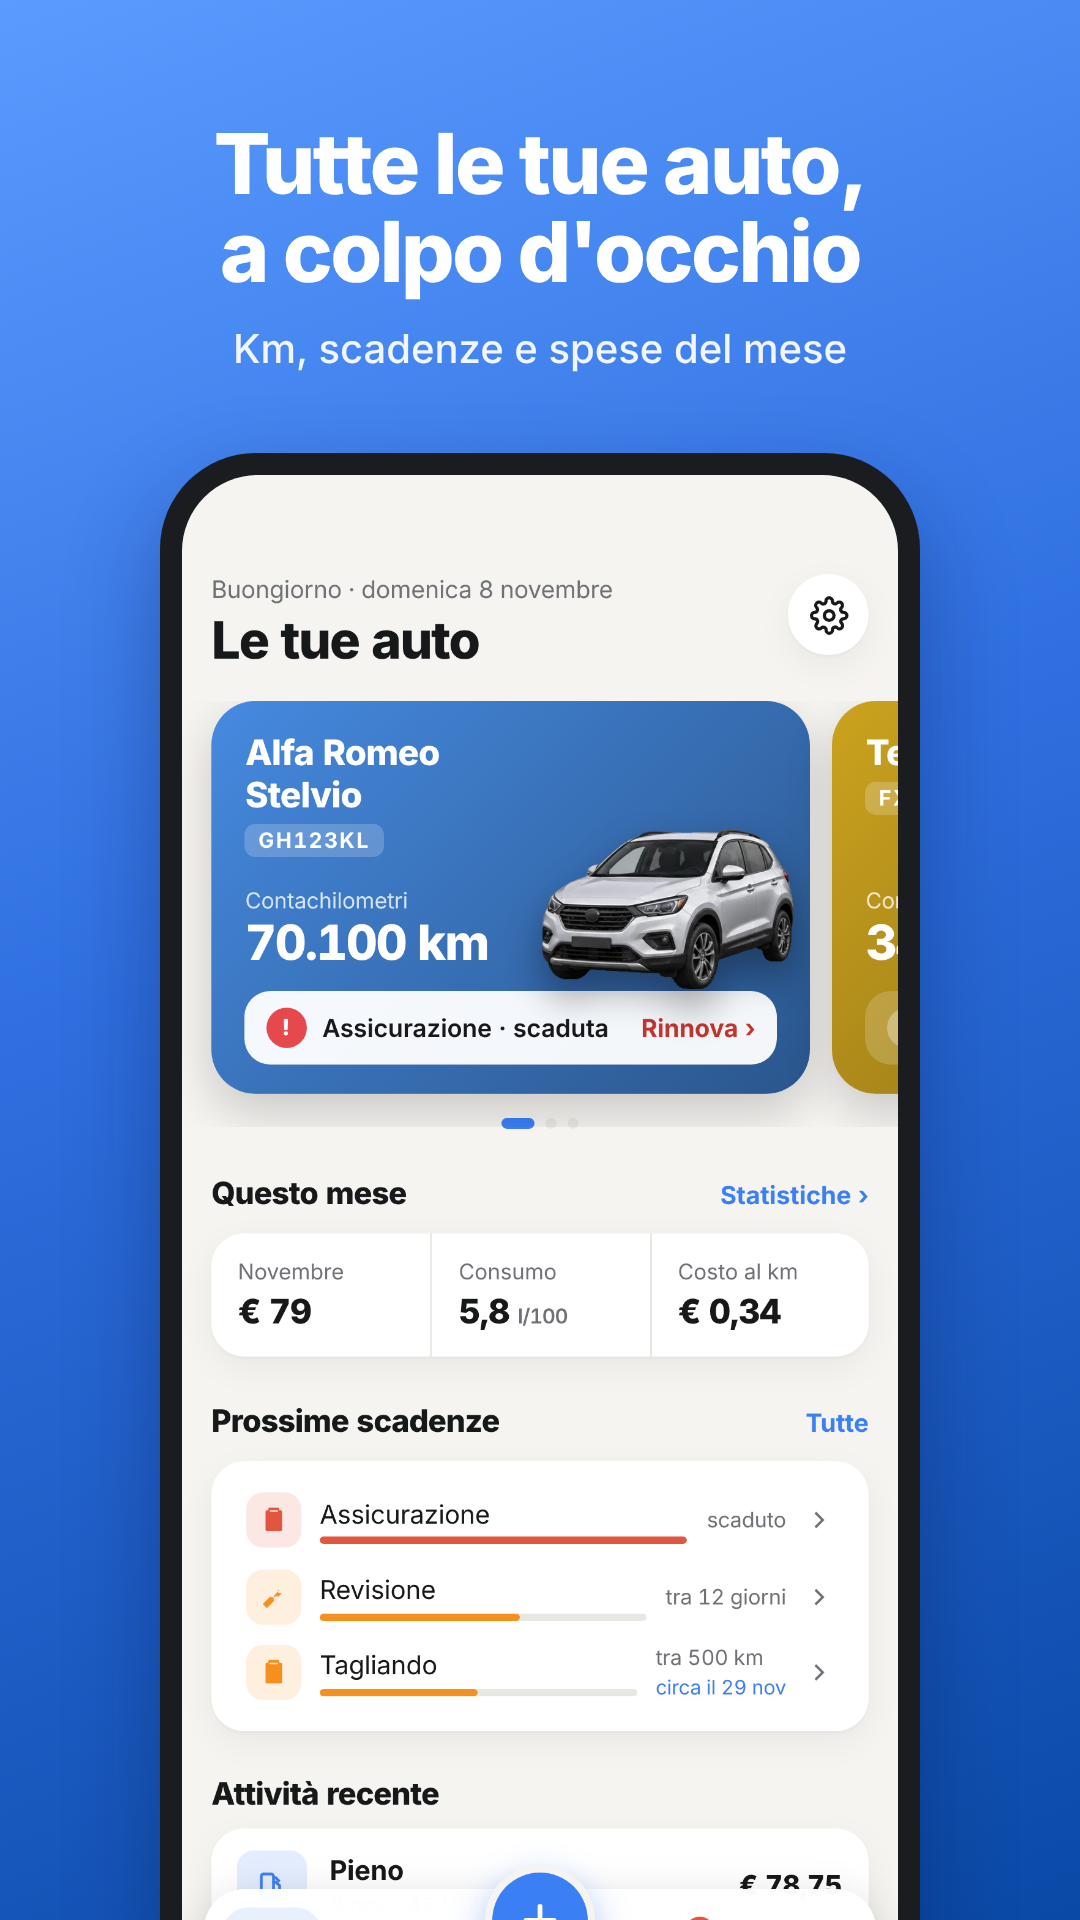 Tutte le tue auto,
a colpo d'occhio
Km, scadenze e spese del mese
Buongiorno · domenica 8 novembre
Le tue auto
Alfa Romeo
Stelvio
GH123KL
Contachilometri
70.100 km
! Assicurazione · scaduta Rinnova ›
Questo mese
Statistiche ›
Novembre
€ 79
Consumo
5,8 l/100
Costo al km
€ 0,34
Prossime scadenze
Tutte
Assicurazione
scaduto
Revisione
tra 12 giorni
Tagliando
tra 500 km
circa il 29 nov
Attività recente
Pieno
€ 78,75